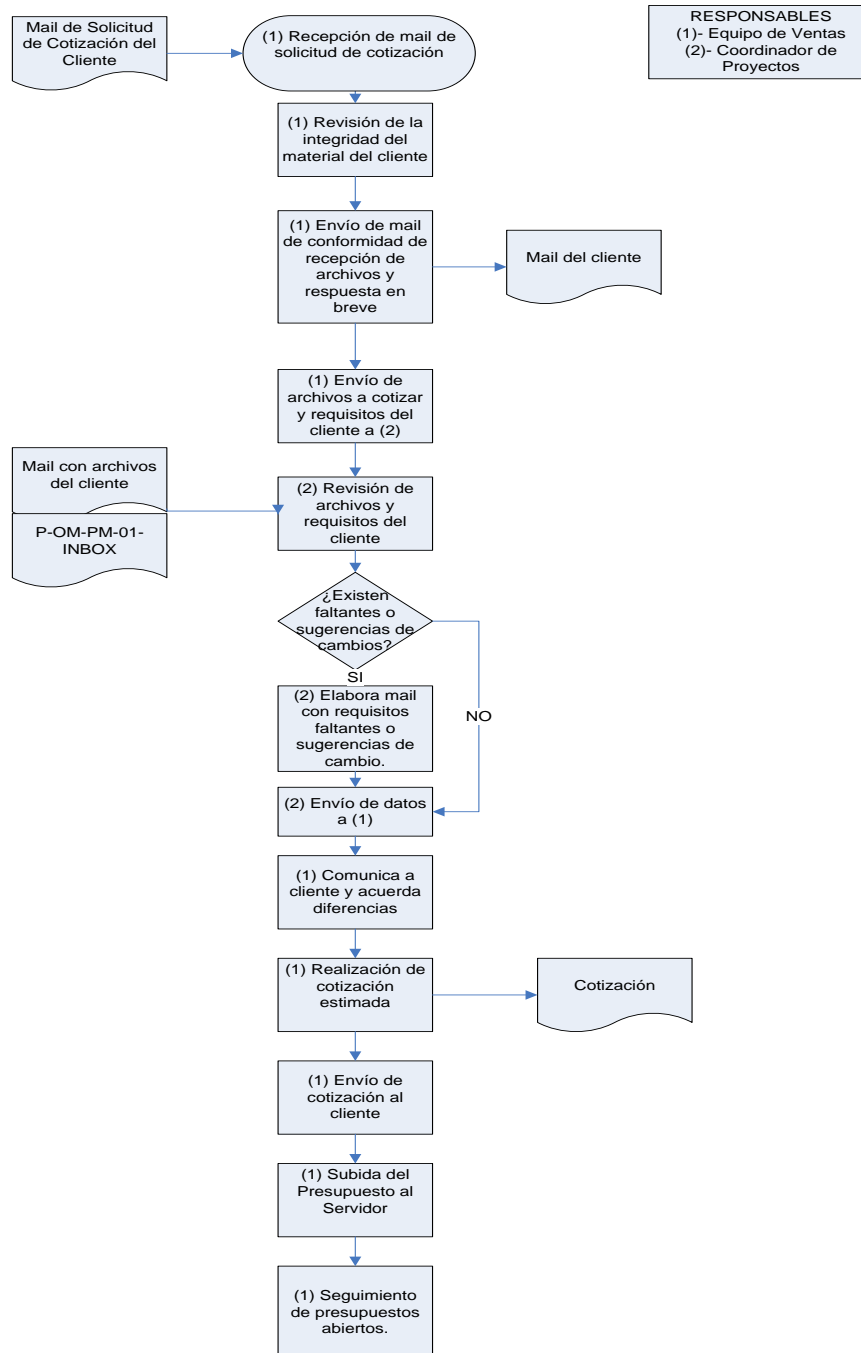 Mail de Solicitud
de Cotización del
Cliente
(1) Recepción de mail de
solicitud de cotización
RESPONSABLES
(1)- Equipo de Ventas
(2)- Coordinador de
Proyectos
(1) Revisión de la
integridad del
material del cliente
(1) Envío de mail
de conformidad de
recepción de
archivos y
respuesta en
breve
Mail del cliente
(1) Envío de
archivos a cotizar
y requisitos del
cliente a (2)
Mail con archivos
del cliente
P-OM-PM-01-
INBOX
(2) Revisión de
archivos y
requisitos del
cliente
¿Existen
faltantes o
sugerencias de
cambios?
SI
NO
(2) Elabora mail
con requisitos
faltantes o
sugerencias de
cambio.
(2) Envío de datos
a (1)
(1) Comunica a
cliente y acuerda
diferencias
(1) Realización de
cotización
estimada
Cotización
(1) Envío de
cotización al
cliente
(1) Subida del
Presupuesto al
Servidor
(1) Seguimiento
de presupuestos
abiertos.